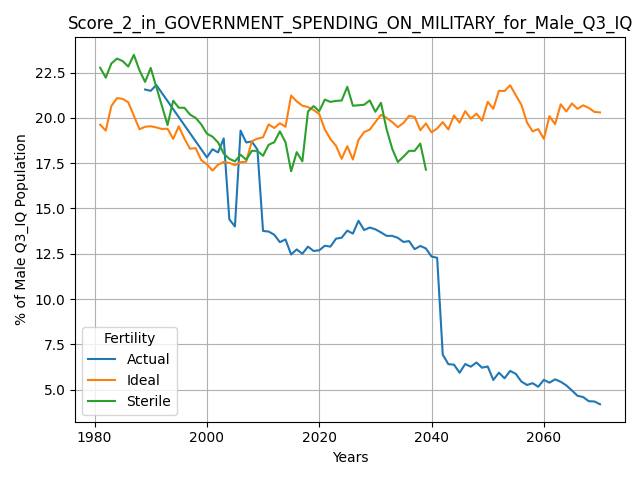 Score_2_in_GOVERNMENT_SPENDING_ON_MILITARY_for_Male_Q3_IQ
% of Male Q3_IQ Population
22.5
20.0
17.5
15.0
12.5
10.0
7.5
5.0
Fertility
Actual
Ideal
Sterile
1980
2000
2020
2040
2060
Years